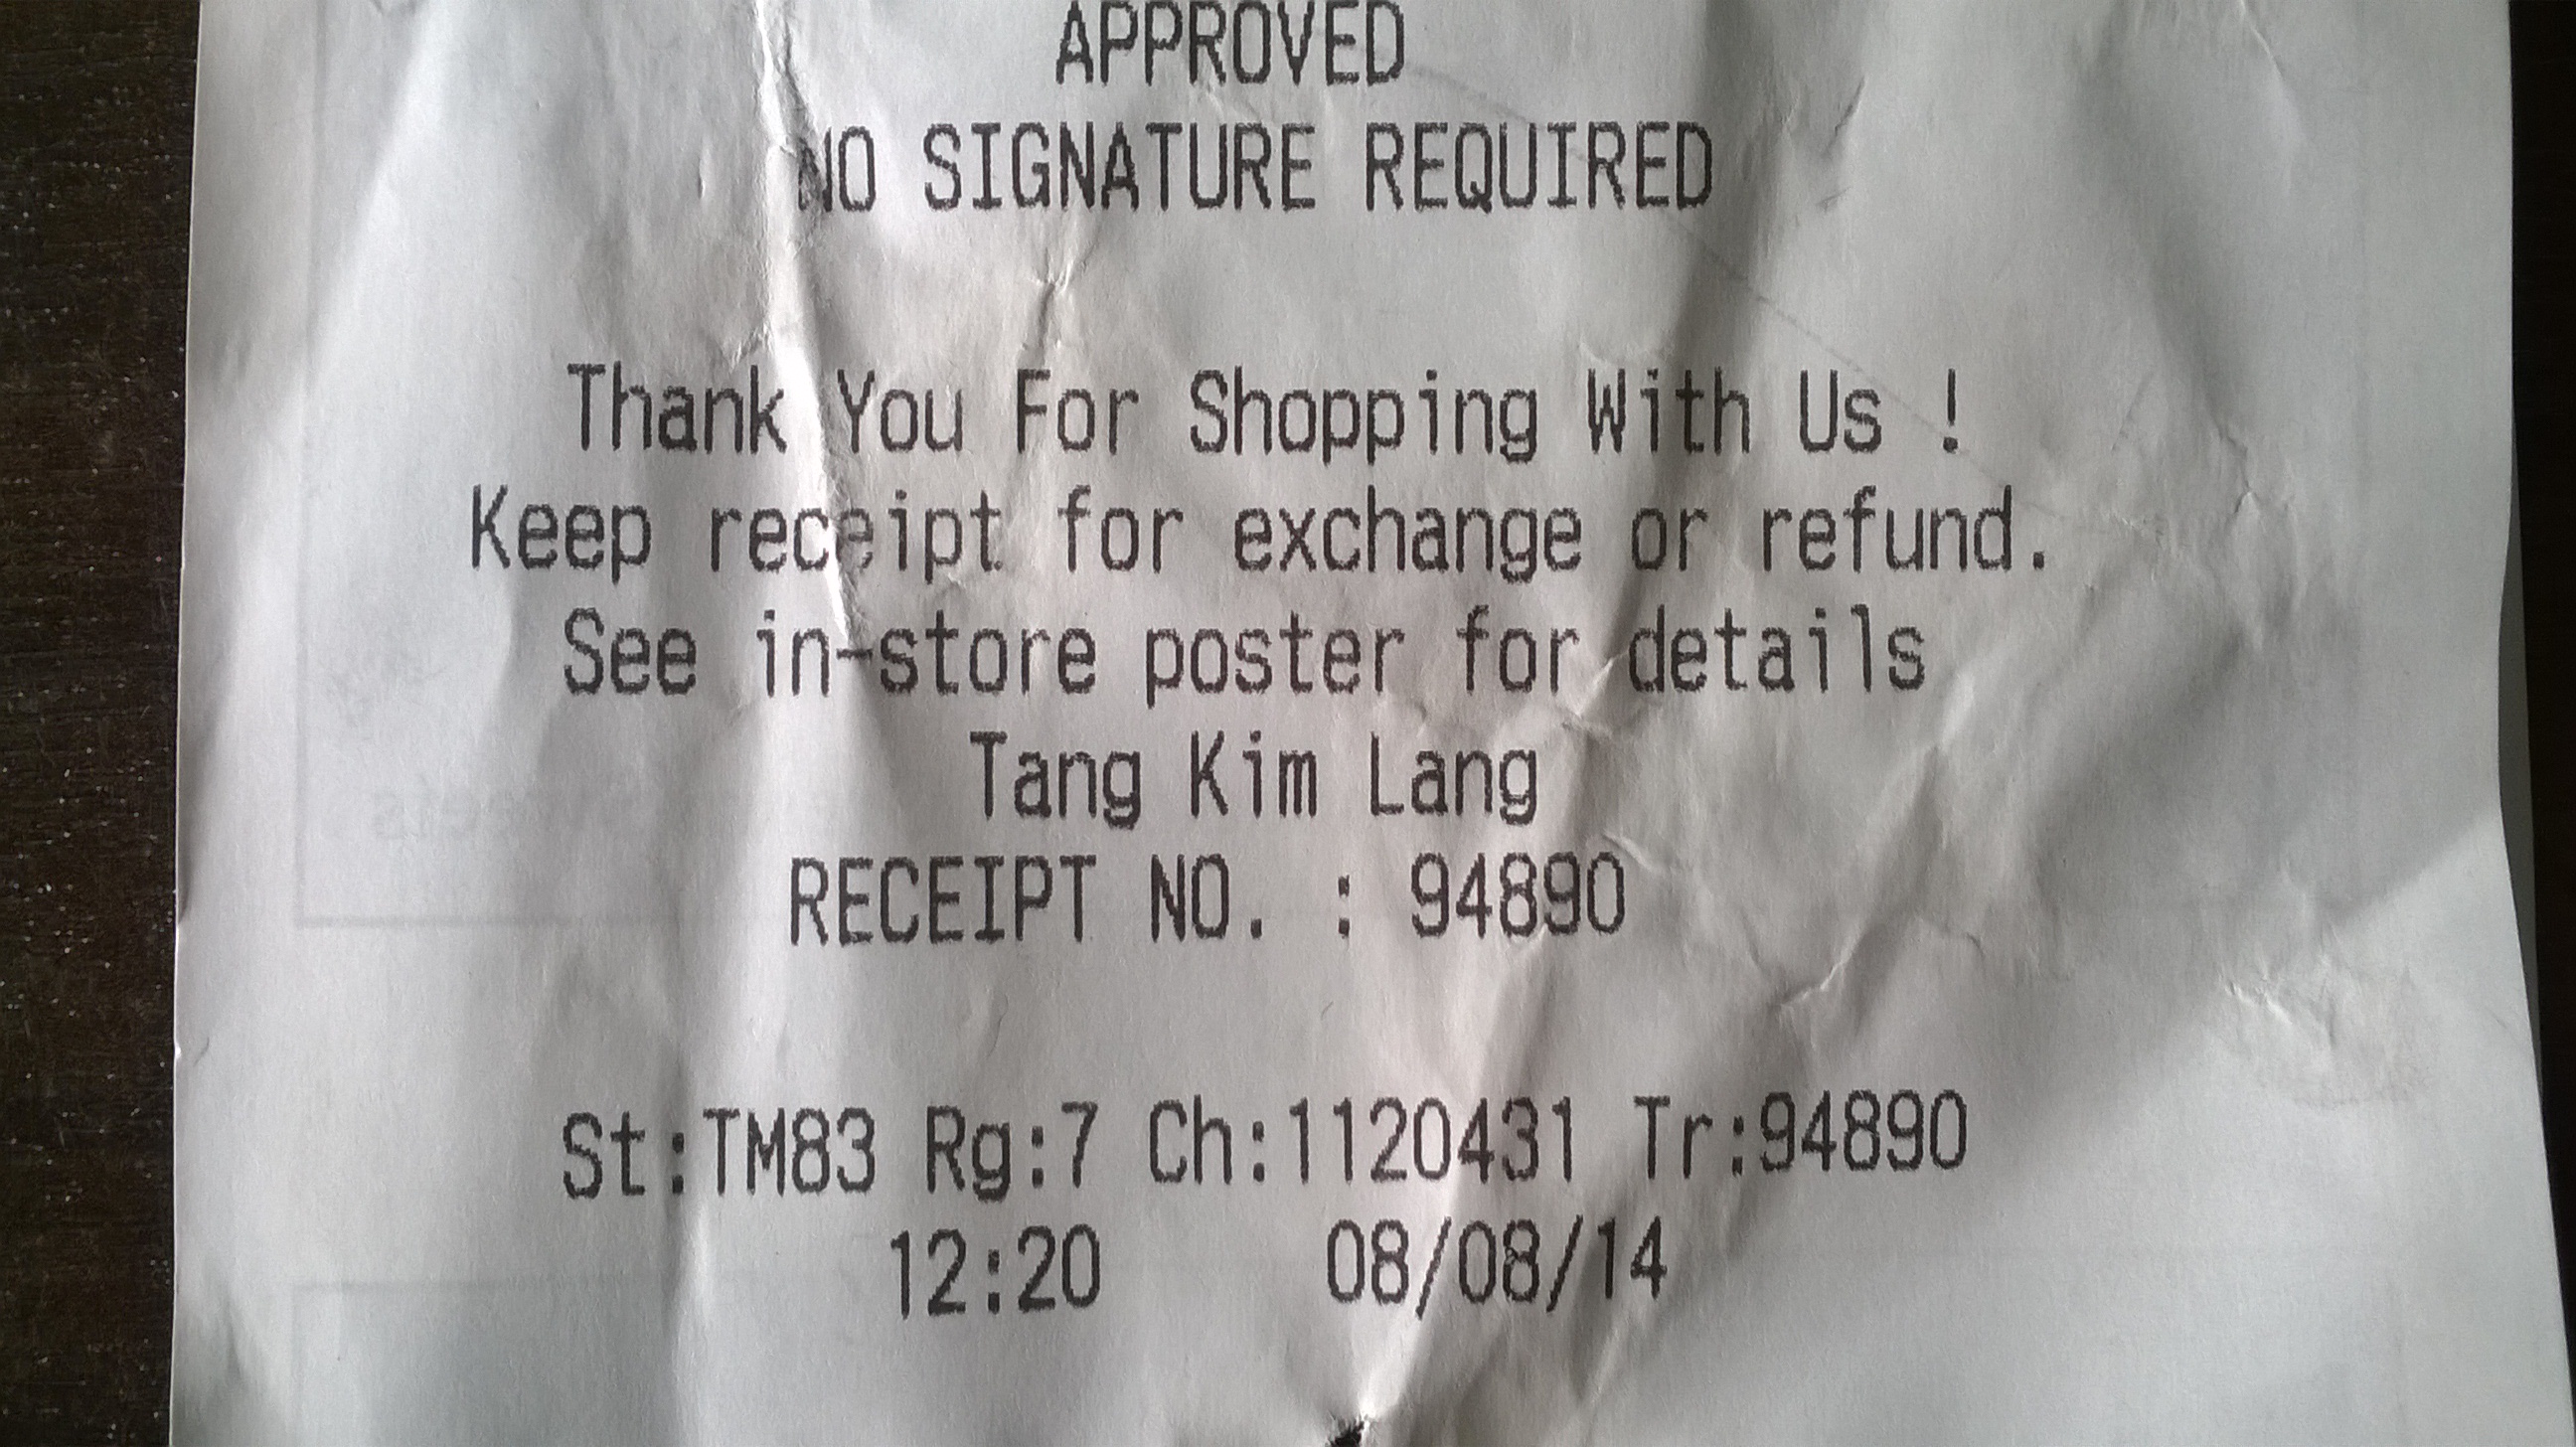 APPROVED
NO SIGNATURE REQUIRED
Thank You For Shopping With Us !
Keep receipt for exchange or refund.
See in-store poster for details
Tang Kim Lang
RECEIPT NO. : 94890
St:TM83 Rg:7 Ch:1120431 Tr:94890
12:20 08/08/14